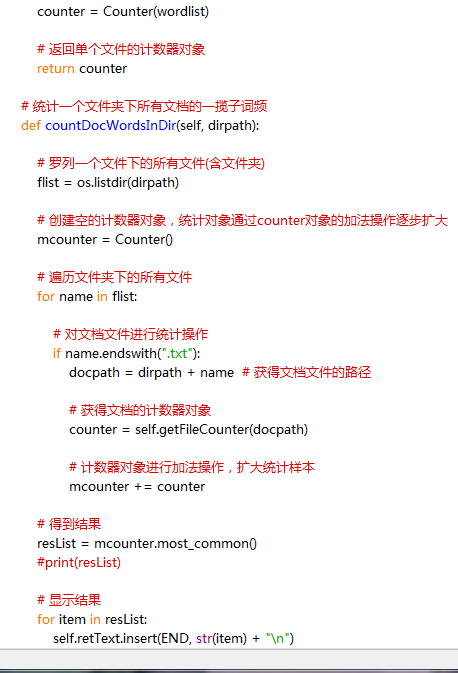 counter = Counter(wordlist)
# 返回单个文件的计数器对象
return counter
# 统计一个文件夹下所有文档的一揽子词频
def countDocWordsInDir(self, dirpath):
# 罗列一个文件下的所有文件(含文件夹)
flist = os.listdir(dirpath)
# 创建空的计数器对象，统计对象通过counter对象的加法操作逐步扩大
mcounter = Counter()
# 遍历文件夹下的所有文件
for name in flist:
# 对文档文件进行统计操作
if name.endswith(".txt"):
docpath = dirpath + name  # 获得文档文件的路径
# 获得文档的计数器对象
counter = self.getFileCounter(docpath)
# 计数器对象进行加法操作，扩大统计样本
mcounter += counter
# 得到结果
resList = mcounter.most_common()
#print(resList)
# 显示结果
for item in resList:
self.retText.insert(END, str(item) + "\n")